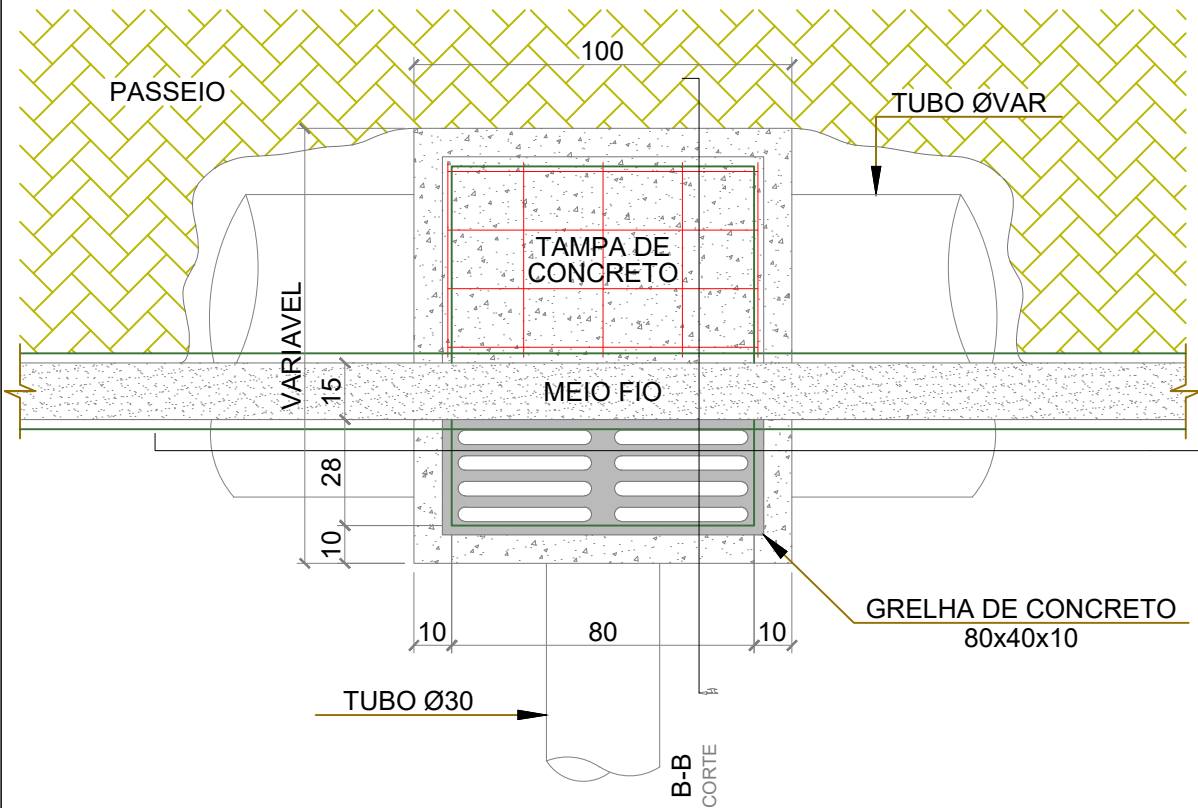 100
PASSEIO
TUBO ØVAR
TAMPA DE
CONCRETO
VARIAVEL
15
MEIO FIO
28
10
GRELHA DE CONCRETO
80x40x10
10
80
10
TUBO Ø30
B-B
CORTE